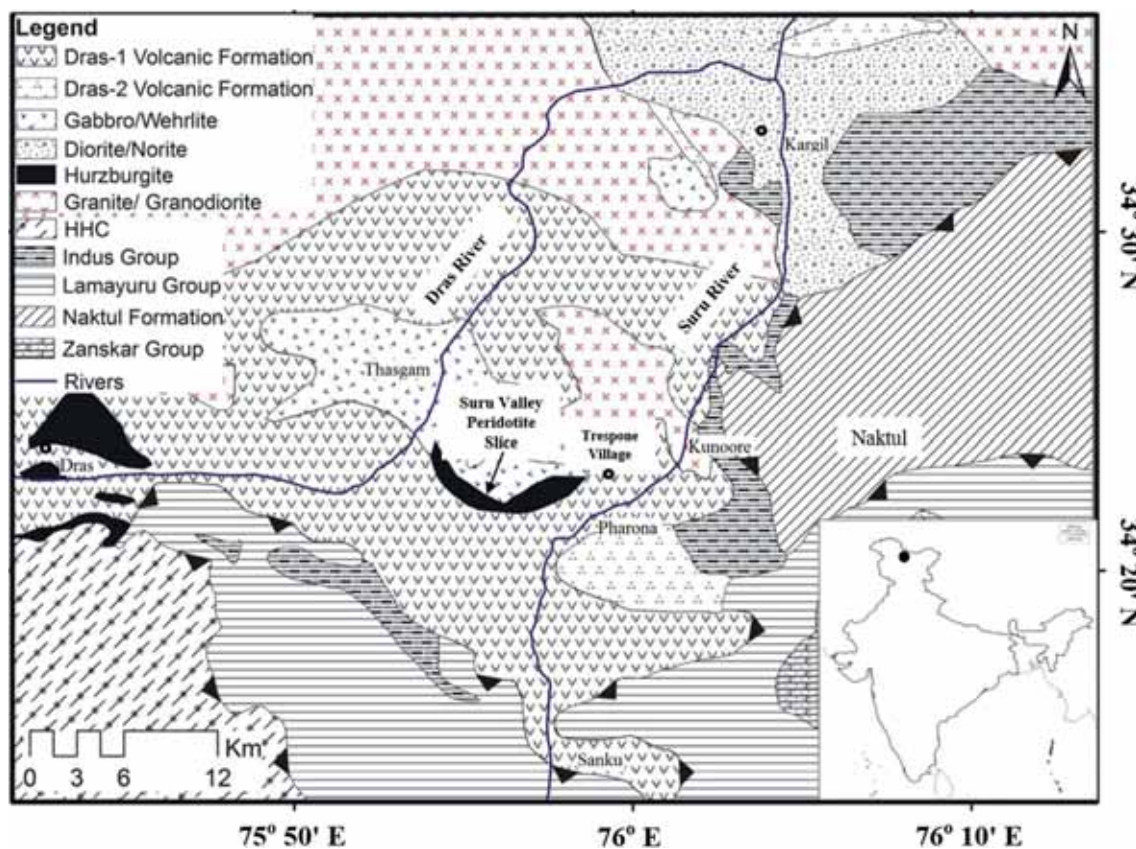 Legend
Dras-1 Volcanic Formation
Dras-2 Volcanic Formation
Gabbro/Wehrlite
Diorite/Norite
Hurzburgite
Granite/ Granodiorite
HHC
Indus Group
Lamayuru Group
Naktul Formation
Zanskar Group
Rivers
N
Kargil
Dras River
Suru River
Thasgam
Suru Valley
Peridotite
Slice
Trespone
Village
Kunoore
Naktul
Dras
Pharona
Sanku
Km
0 3 6 12
34° 30' N
34° 20' N
75° 50' E
76° E
76° 10' E